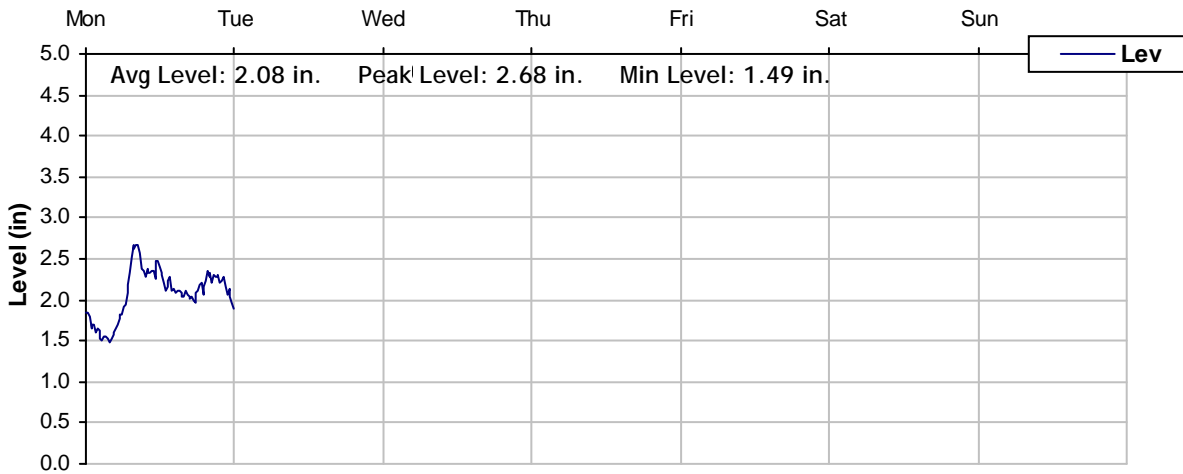 Mon Tue Wed Thu Fri Sat Sun
Lev
Avg Level: 2.08 in. Peak Level: 2.68 in. Min Level: 1.49 in.
Level (in)
5.0
4.5
4.0
3.5
3.0
2.5
2.0
1.5
1.0
0.5
0.0